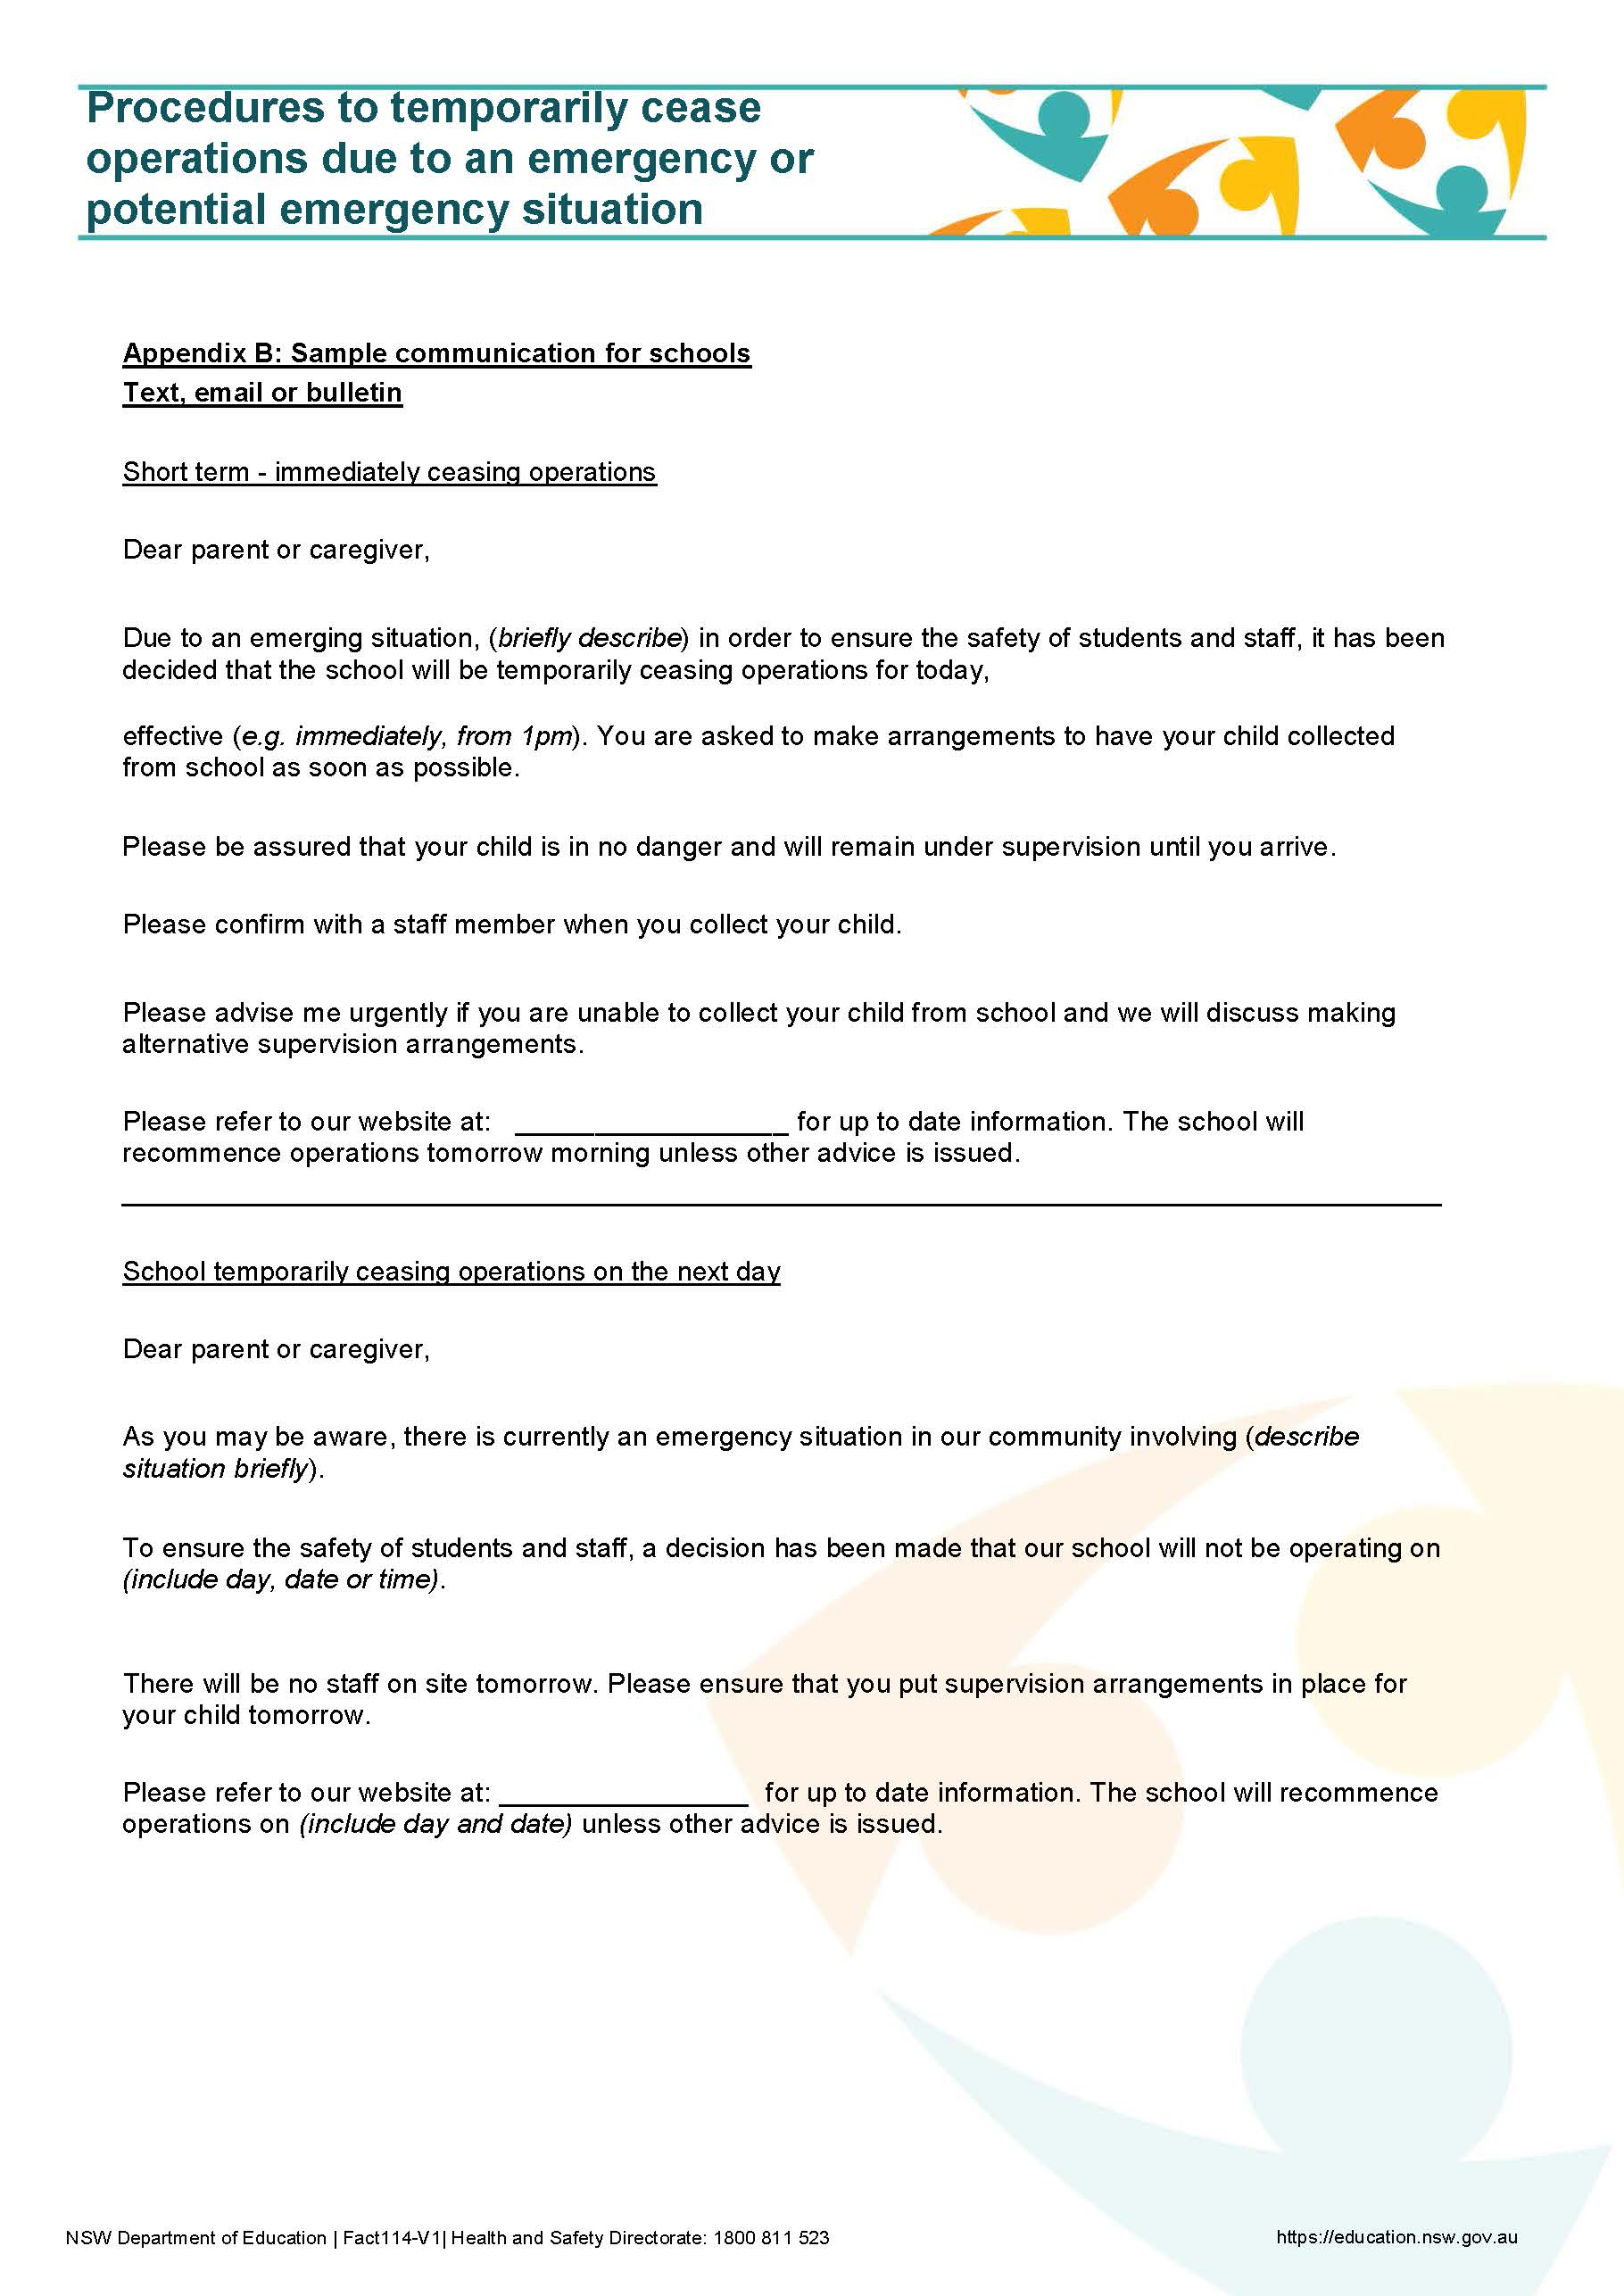 Procedures to temporarily cease
operations due to an emergency or
potential emergency situation
Appendix B: Sample communication for schools
Text, email or bulletin
Short term - immediately ceasing operations
Dear parent or caregiver,
Due to an emerging situation, (briefly describe) in order to ensure the safety of students and staff, it has been
decided that the school will be temporarily ceasing operations for today,
effective (e.g. immediately, from 1pm). You are asked to make arrangements to have your child collected
from school as soon as possible.
Please be assured that your child is in no danger and will remain under supervision until you arrive.
Please confirm with a staff member when you collect your child.
Please advise me urgently if you are unable to collect your child from school and we will discuss making
alternative supervision arrangements.
Please refer to our website at: __________________ for up to date information. The school will
recommence operations tomorrow morning unless other advice is issued.
School temporarily ceasing operations on the next day
Dear parent or caregiver,
As you may be aware, there is currently an emergency situation in our community involving (describe
situation briefly).
To ensure the safety of students and staff, a decision has been made that our school will not be operating on
(include day, date or time).
There will be no staff on site tomorrow. Please ensure that you put supervision arrangements in place for
your child tomorrow.
Please refer to our website at: ________________ for up to date information. The school will recommence
operations on (include day and date) unless other advice is issued.
NSW Department of Education | Fact114-V1| Health and Safety Directorate: 1800 811 523
https://education.nsw.gov.au